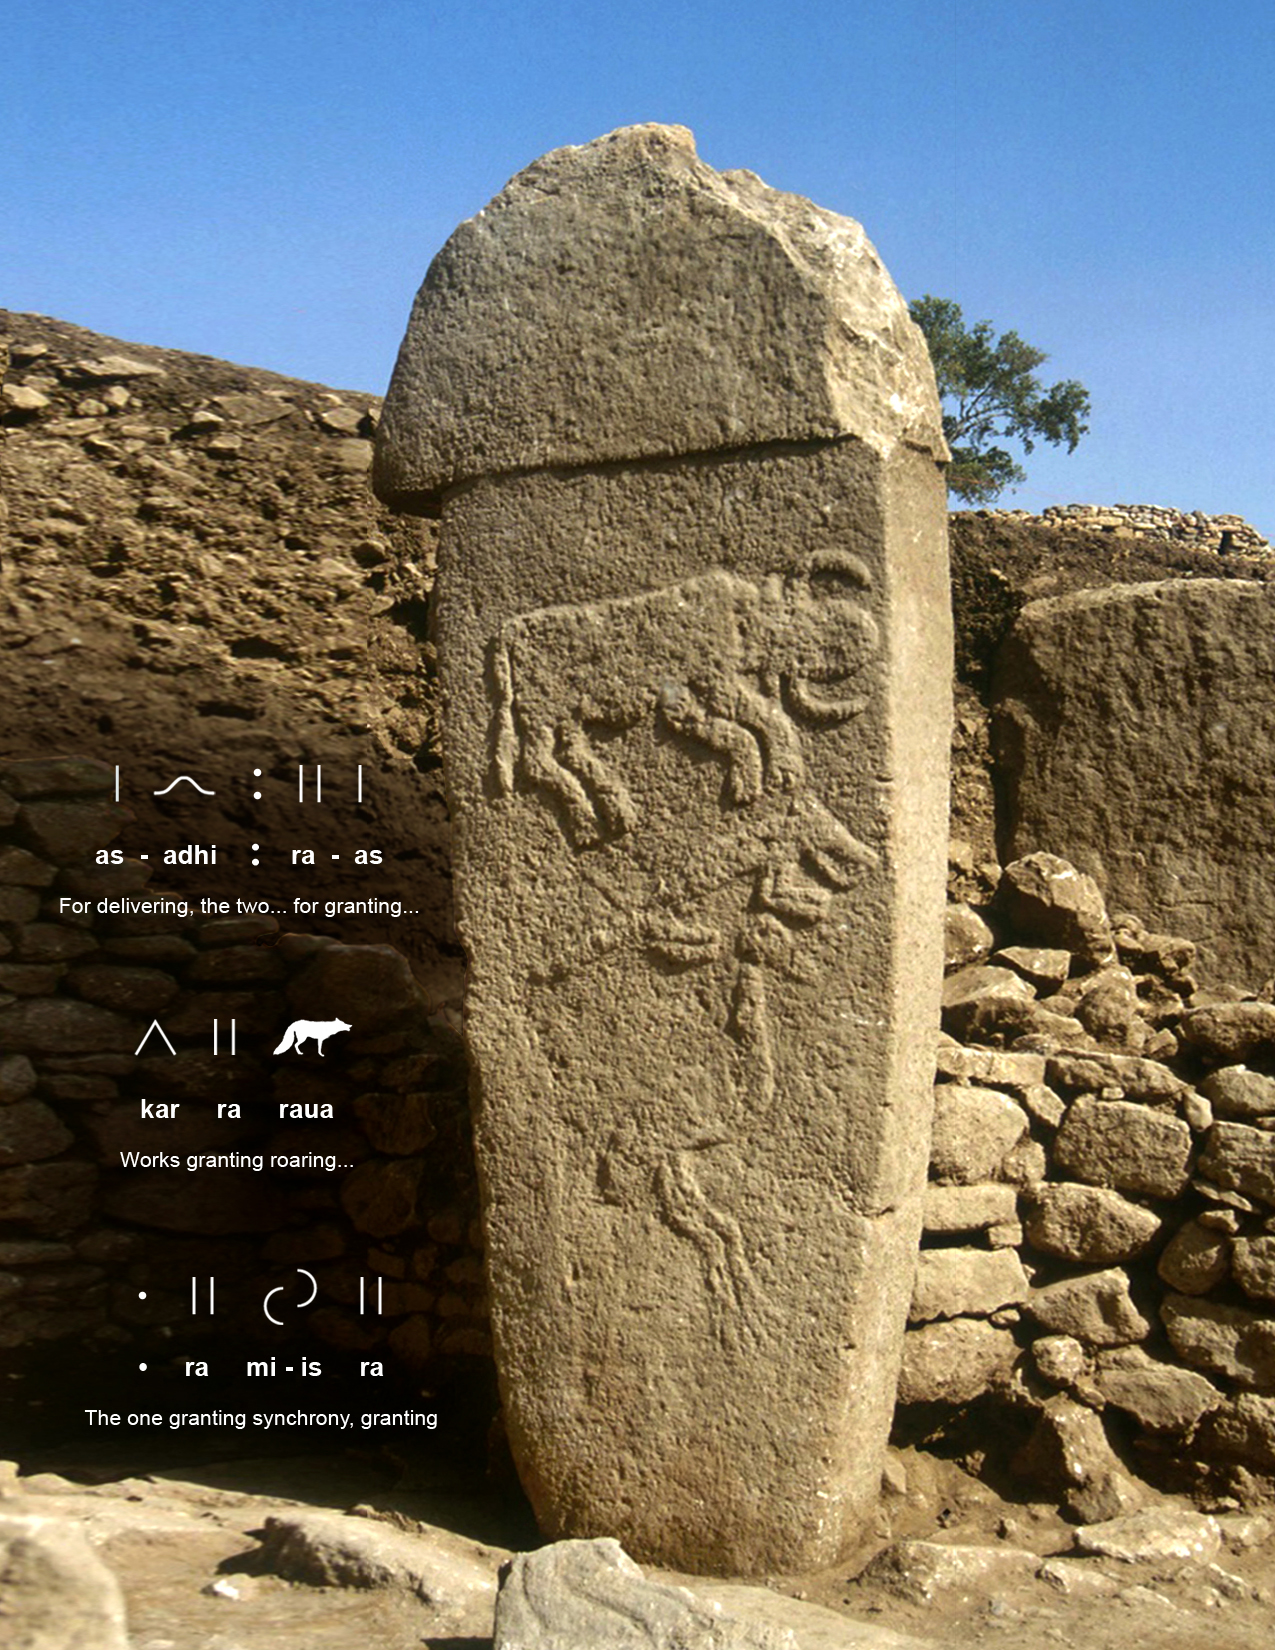 as - adhi : ra - as
For delivering, the two... for granting...
kar ra raua
Works granting roaring...
• ra mi - is ra
The one granting synchrony, granting